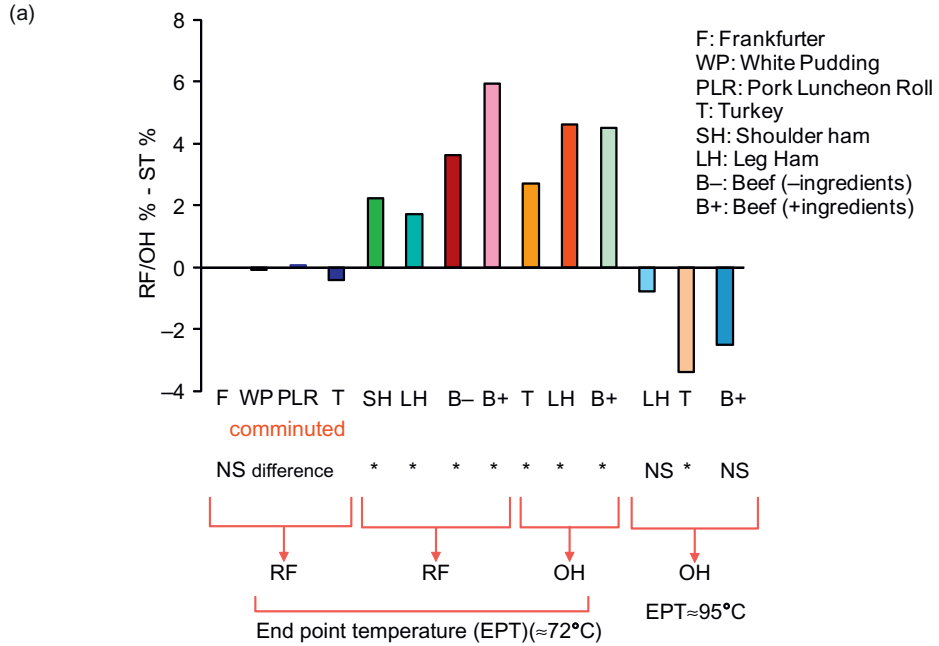 (a)
8
6
4
2
0
–2
–4
RF/OH % - ST %
F: Frankfurter
WP: White Pudding
PLR: Pork Luncheon Roll
T: Turkey
SH: Shoulder ham
LH: Leg Ham
B–: Beef (–ingredients)
B+: Beef (+ingredients)
F WP PLR T SH LH B– B+ T LH B+ LH T B+
comminuted
NS difference * * * * * * * NS * NS
RF RF OH OH
EPT≈95°C
End point temperature (EPT)(≈72°C)